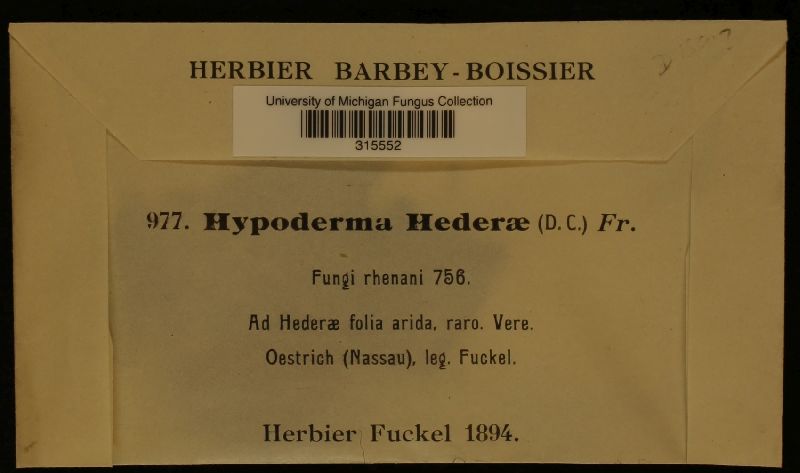 HERBIER BARBEY-BOISSIER
University of Michigan Fungus Collection
315552
977. Hypoderma Hederæ (D. C.) Fr.
Fungi rhenani 756.
Ad Hederæ folia arida, raro. Vere.
Oestrich (Nassau), leg. Fuckel.
Herbier Fuckel 1894.